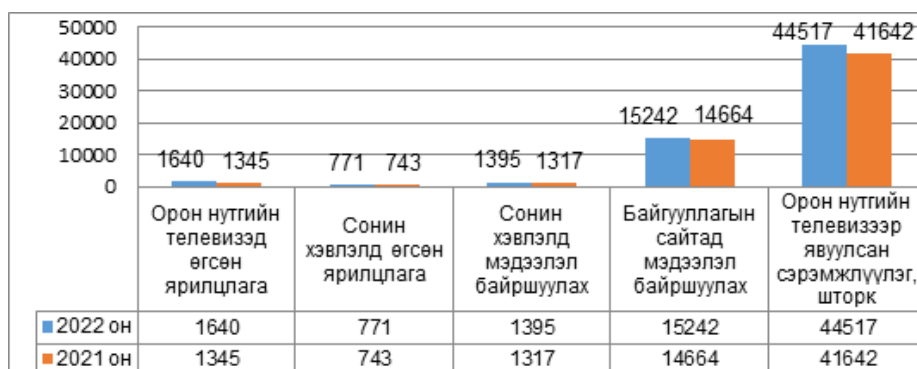 50000
40000
30000
20000
10000
0
1640 1345
771 743
1395 1317
15242 14664
44517 41642
Орон нутгийн
телевизэд
өгсөн
ярилцлага
Сонин
хэвлэлд өгсөн
ярилцлага
Сонин
хэвлэлд
мэдээлэл
байршуулах
Байгууллагын
сайтад
мэдээлэл
байршуулах
Орон нутгийн
телевизээр
явуулсан
сэрэмжлүүлэг,
шторк
2022 он 1640 771 1395 15242 44517
2021 он 1345 743 1317 14664 41642